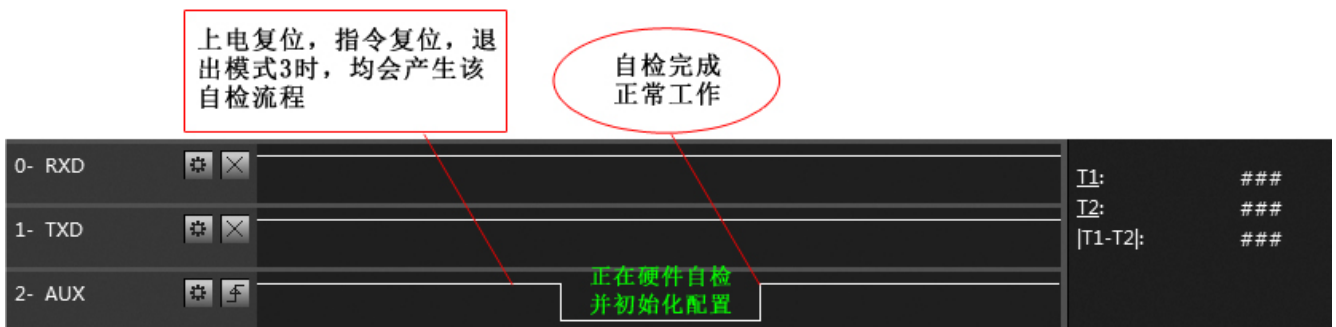 上电复位，指令复位，退
出模式3时，均会产生该
自检流程
自检完成
正常工作
0- RXD
T1: ###
T2: ###
1- TXD
|T1-T2|: ###
正在硬件自检
2- AUX
并初始化配置